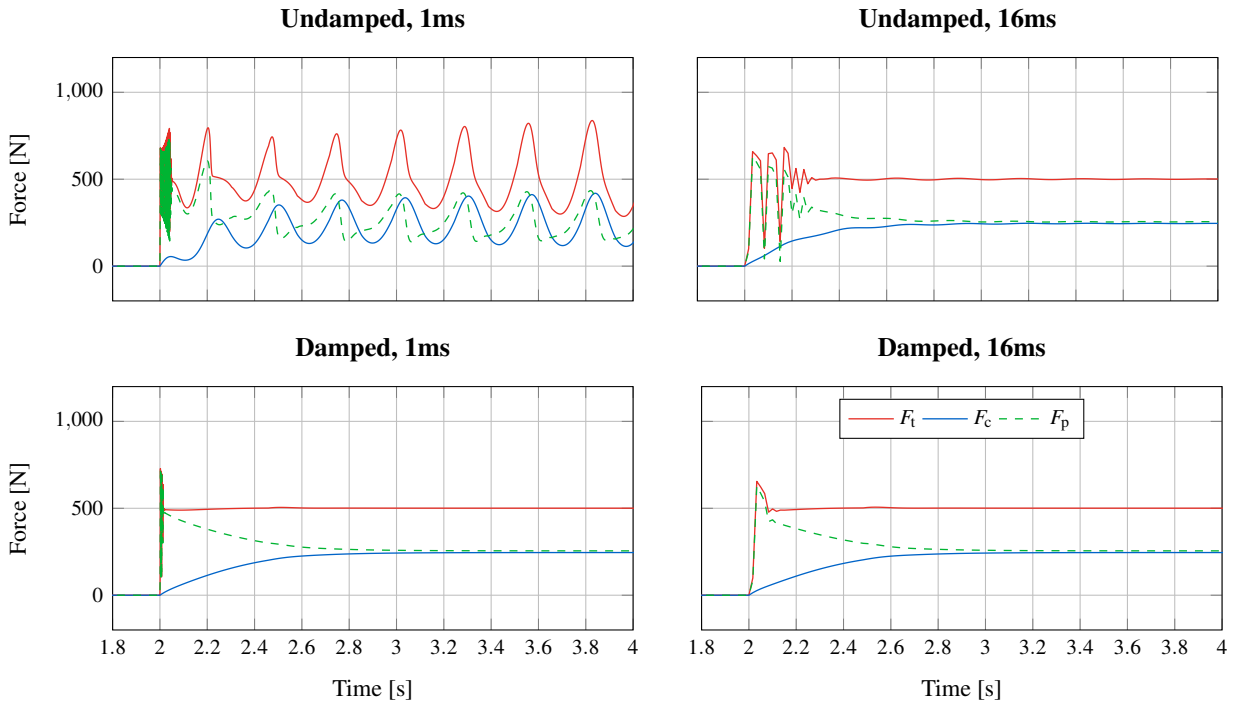 Undamped, 1ms
Undamped, 16ms
1,000
500
0
Force [N]
Damped, 1ms
Damped, 16ms
1,000
500
0
Force [N]
F_t F_c F_p
1.8 2 2.2 2.4 2.6 2.8 3 3.2 3.4 3.6 3.8 4
1.8 2 2.2 2.4 2.6 2.8 3 3.2 3.4 3.6 3.8 4
Time [s]
Time [s]